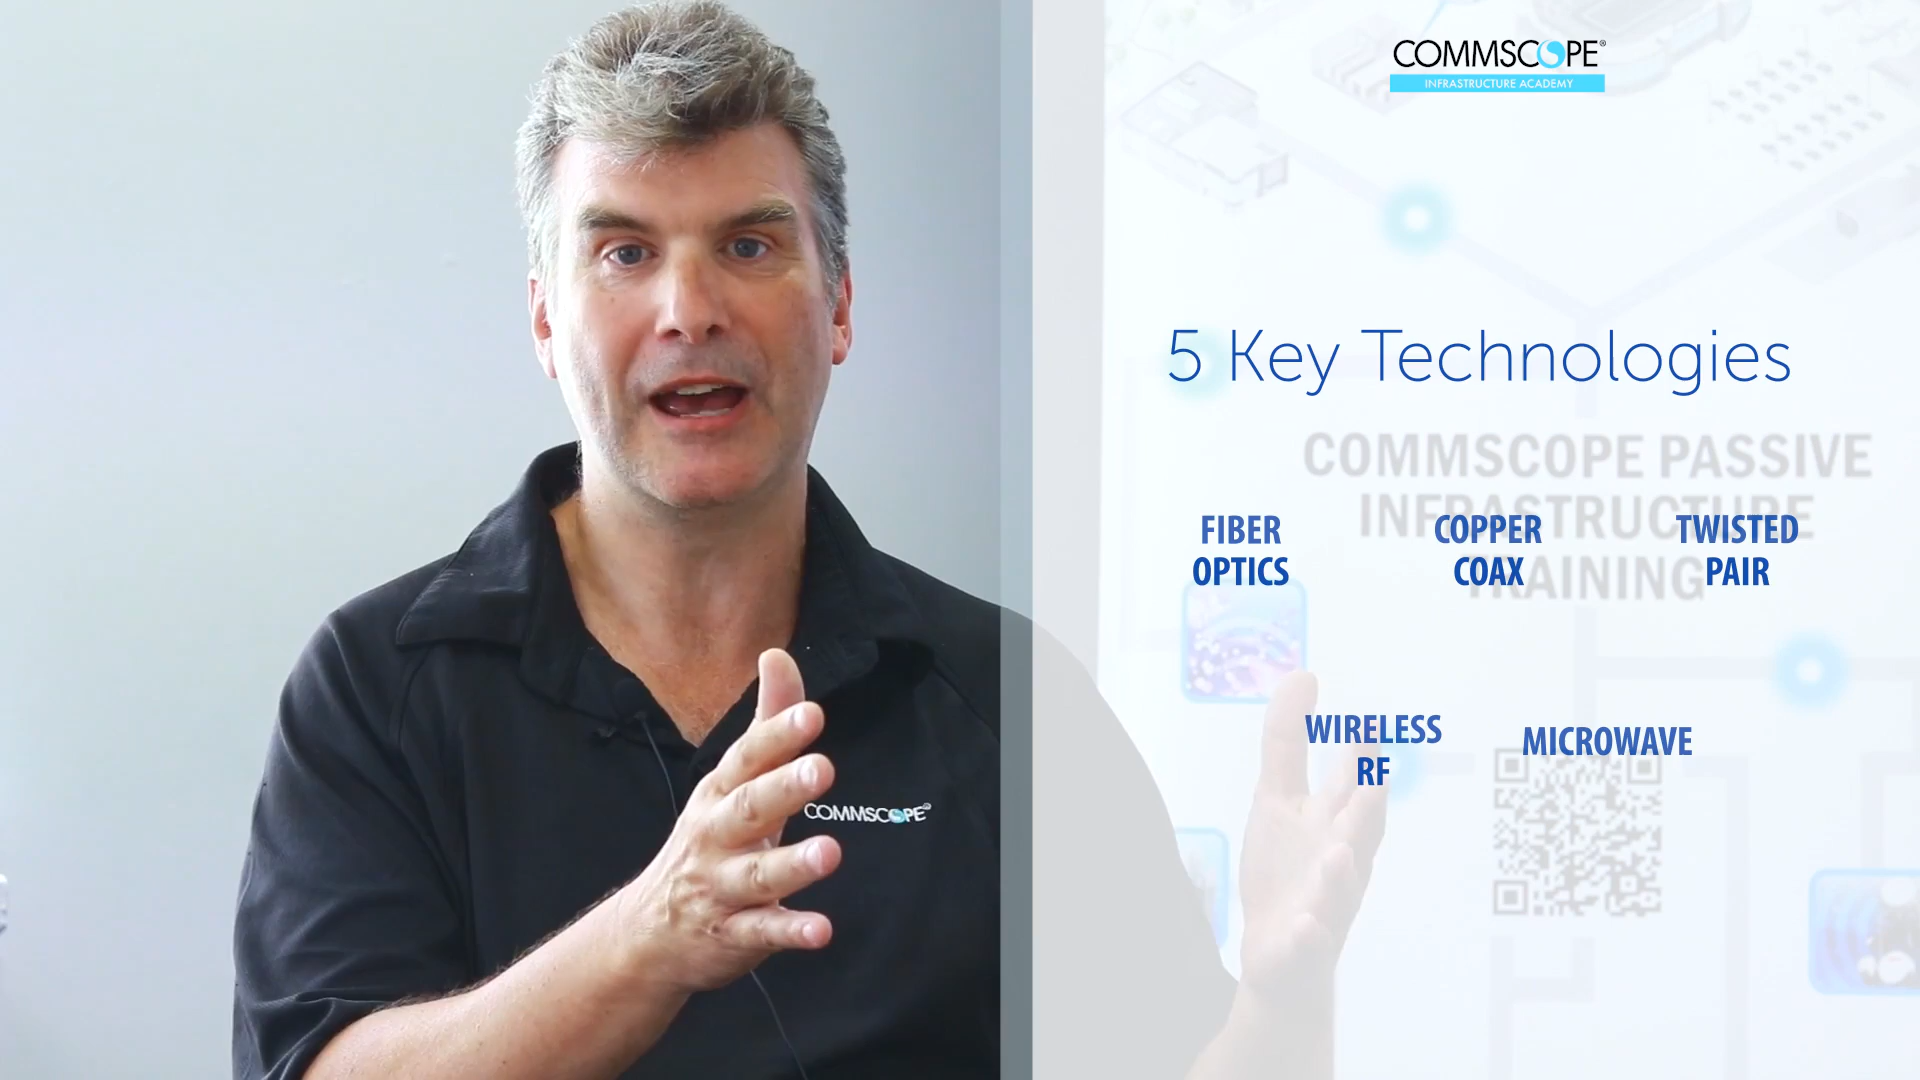 COMMSCOPE®
INFRASTRUCTURE ACADEMY
5 Key Technologies
COMMSCOPE PASSIVE
INFRASTRUCTURE
TRAINING
FIBER
OPTICS
COPPER
COAX
TWISTED
PAIR
WIRELESS
RF
MICROWAVE
COMMSCOPE®